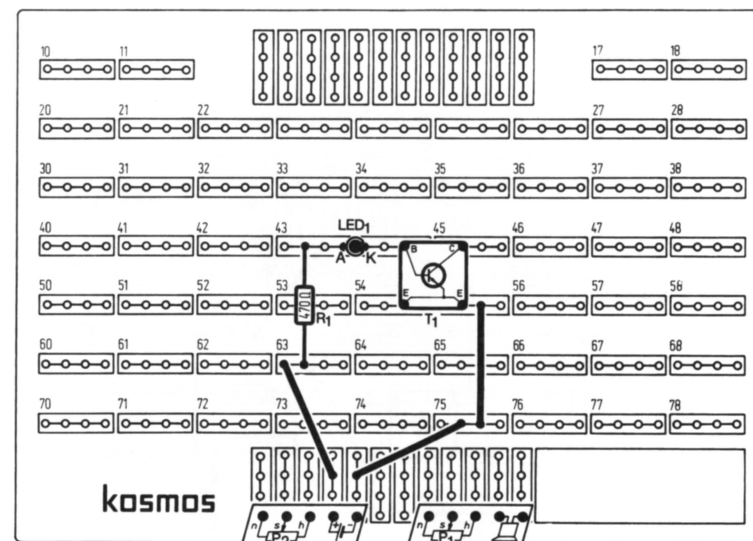 10 11 17 18
20 21 22 27 28
30 31 32 33 34 35 36 37 38
LED1
40 41 42 43 45 46 47 48
A K B C
50 51 52 53 54 56 57 58
470Ω E E
R1 T1
60 61 62 63 64 65 66 67 68
70 71 72 73 74 75 76 77 78
kosmos
n s h + - n s h
P2 P1